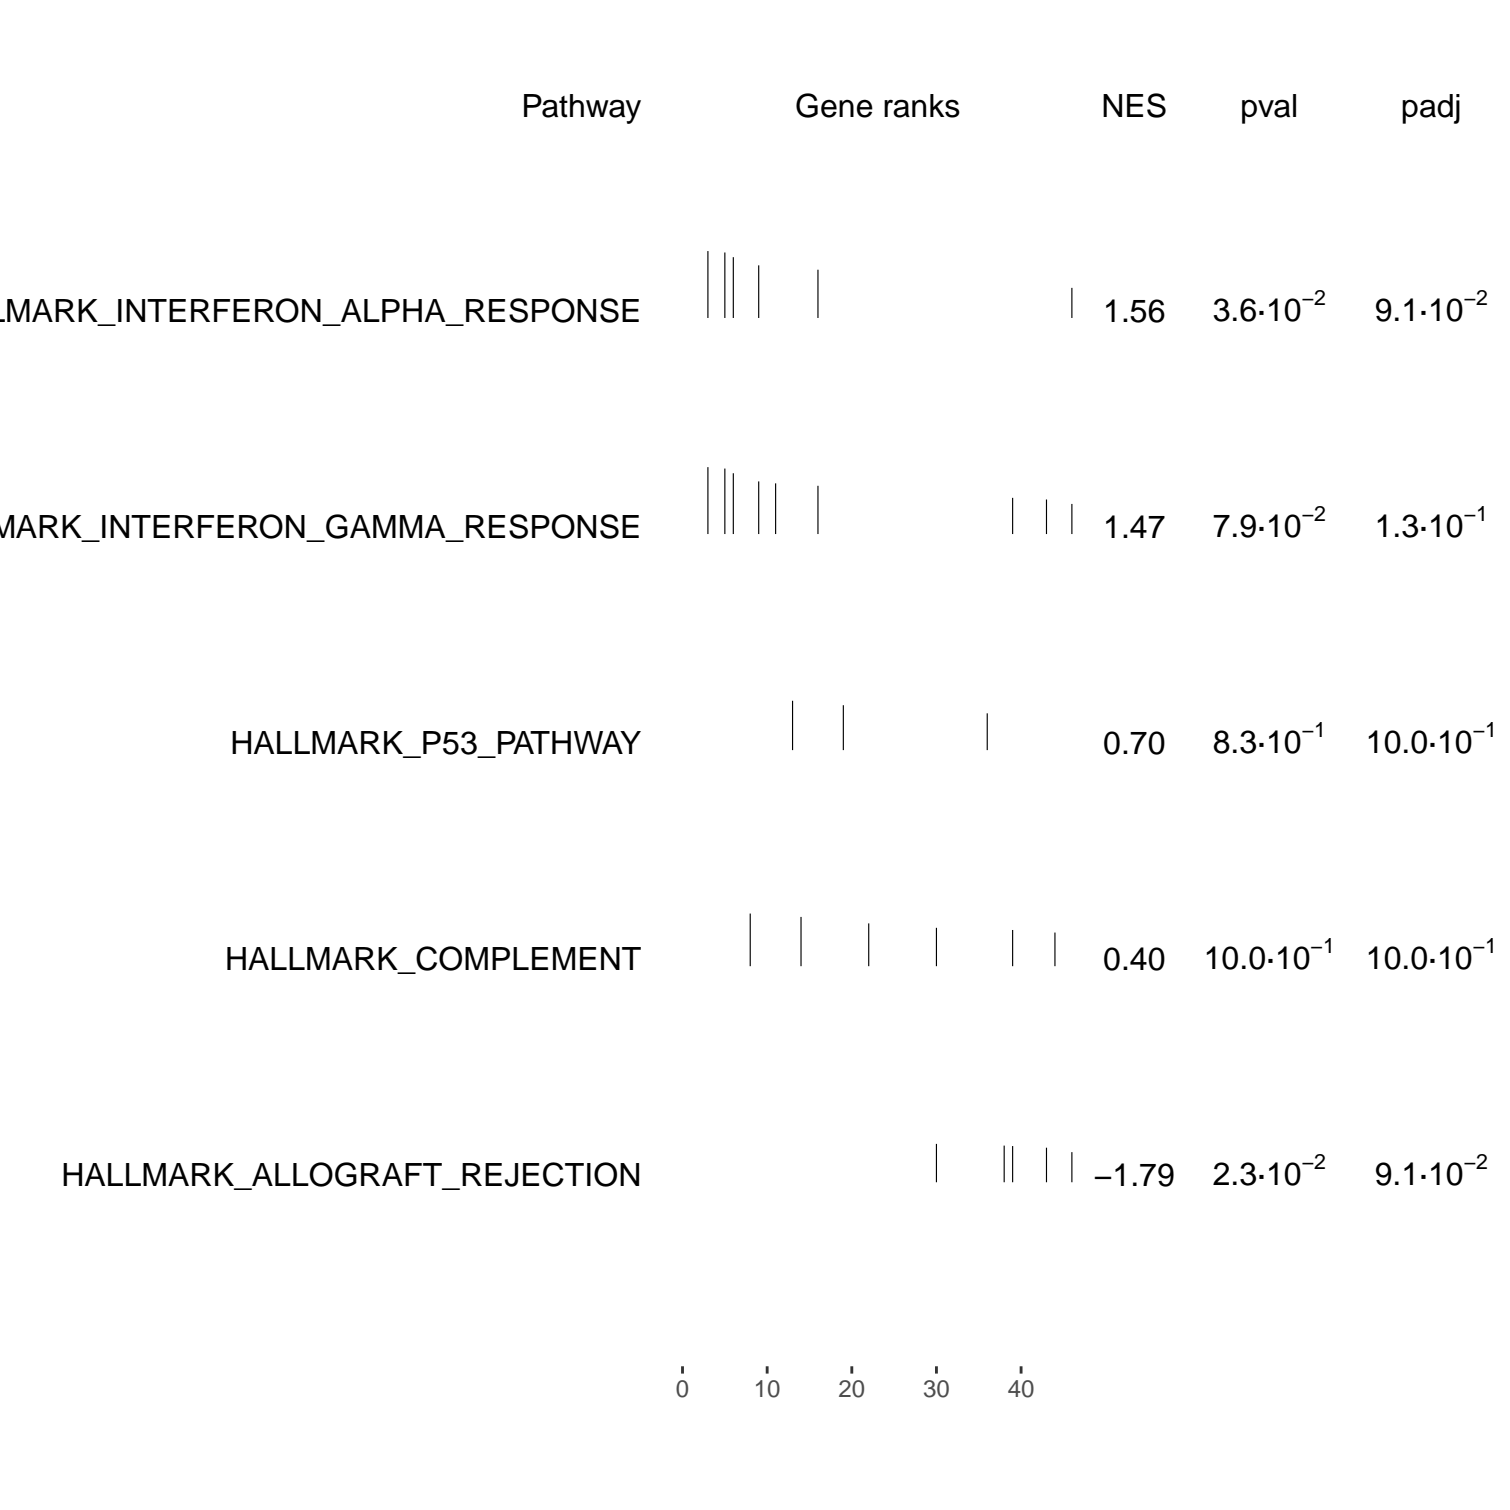 Pathway Gene ranks NES pval padj
LMARK_INTERFERON_ALPHA_RESPONSE 1.56 3.6·10⁻² 9.1·10⁻²
MARK_INTERFERON_GAMMA_RESPONSE 1.47 7.9·10⁻² 1.3·10⁻¹
HALLMARK_P53_PATHWAY 0.70 8.3·10⁻¹ 10.0·10⁻¹
HALLMARK_COMPLEMENT 0.40 10.0·10⁻¹ 10.0·10⁻¹
HALLMARK_ALLOGRAFT_REJECTION −1.79 2.3·10⁻² 9.1·10⁻²
0 10 20 30 40